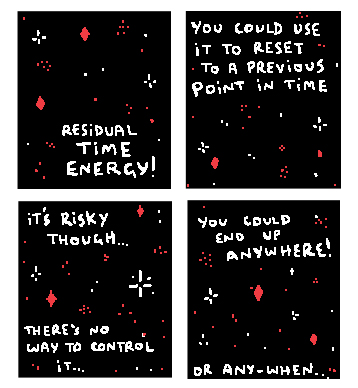 RESIDUAL
TIME
ENERGY!
YOU COULD USE
IT TO RESET
TO A PREVIOUS
POINT IN TIME
IT'S RISKY
THOUGH...
THERE'S NO
WAY TO CONTROL
IT...
YOU COULD
END UP
ANYWHERE!
OR ANY-WHEN...